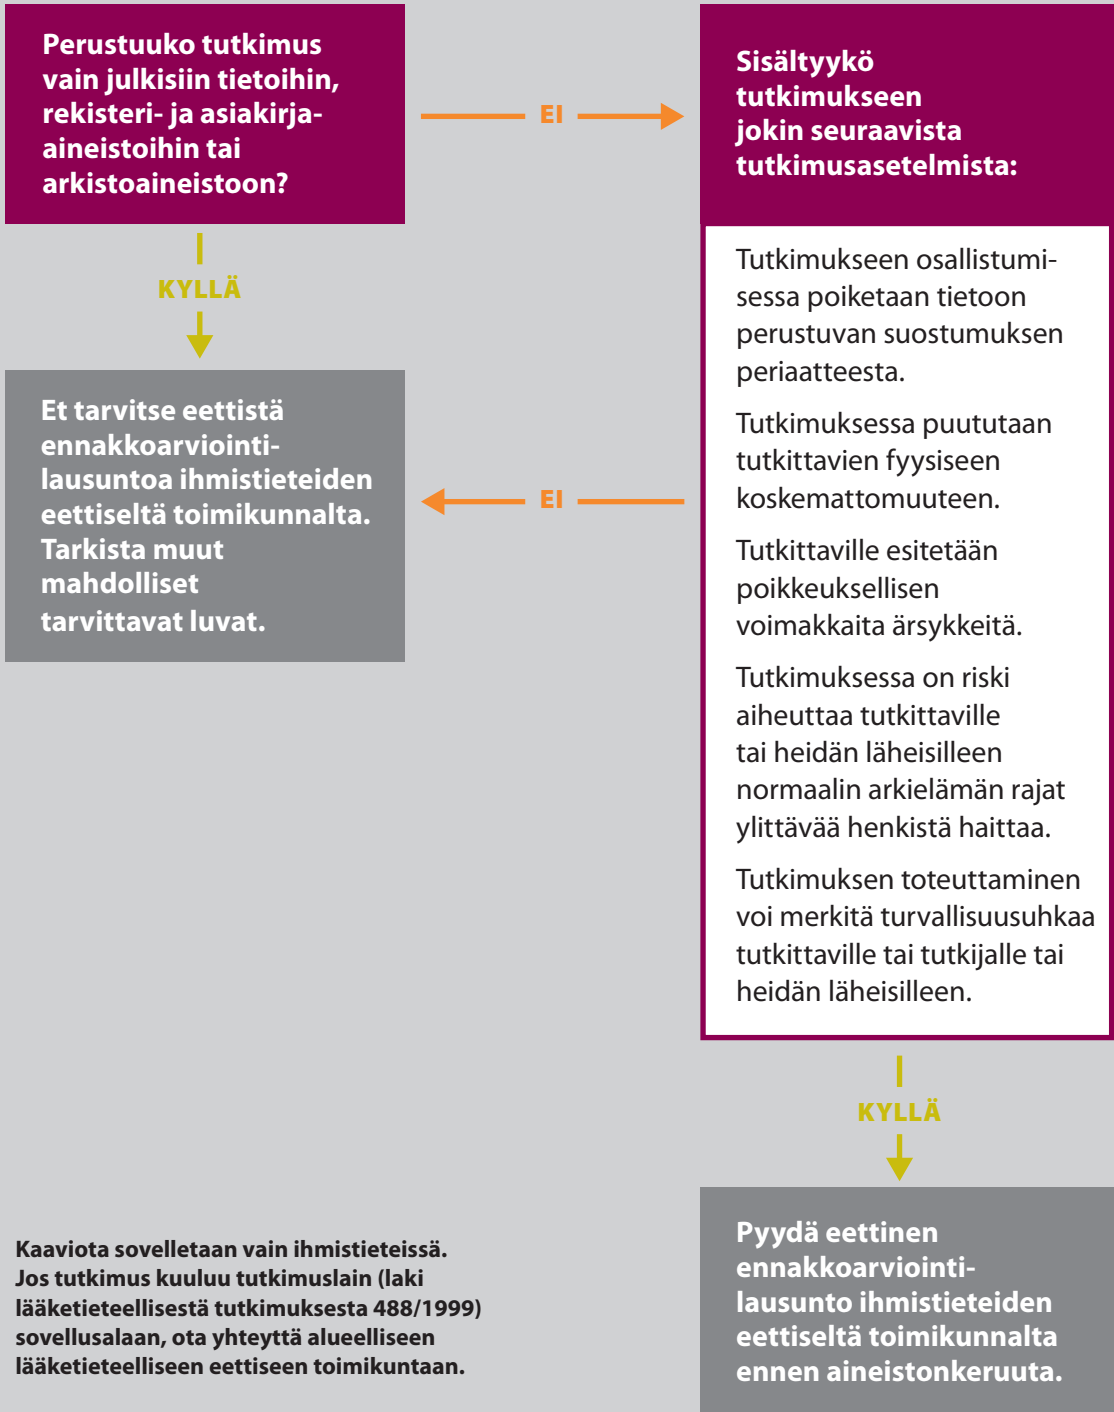 Perustuuko tutkimus
vain julkisiin tietoihin,
rekisteri- ja asiakirja-
aineistoihin tai
arkistoaineistoon?
EI
Sisältyykö
tutkimukseen
jokin seuraavista
tutkimusasetelmista:
Tutkimukseen osallistumi-
sessa poiketaan tietoon
perustuvan suostumuksen
periaatteesta.
Tutkimuksessa puututaan
tutkittavien fyysiseen
koskemattomuuteen.
Tutkittaville esitetään
poikkeuksellisen
voimakkaita ärsykkeitä.
Tutkimuksessa on riski
aiheuttaa tutkittaville
tai heidän läheisilleen
normaalin arkielämän rajat
ylittävää henkistä haittaa.
Tutkimuksen toteuttaminen
voi merkitä turvallisuusuhkaa
tutkittaville tai tutkijalle tai
heidän läheisilleen.
KYLLÄ
Et tarvitse eettistä
ennakkoarviointi-
lausuntoa ihmistieteiden
eettiseltä toimikunnalta.
Tarkista muut
mahdolliset
tarvittavat luvat.
EI
KYLLÄ
Pyydä eettinen
ennakkoarviointi-
lausunto ihmistieteiden
eettiseltä toimikunnalta
ennen aineistonkeruuta.
Kaaviota sovelletaan vain ihmistieteissä.
Jos tutkimus kuuluu tutkimuslain (laki
lääketieteellisestä tutkimuksesta 488/1999)
sovellusalaan, ota yhteyttä alueelliseen
lääketieteelliseen eettiseen toimikuntaan.